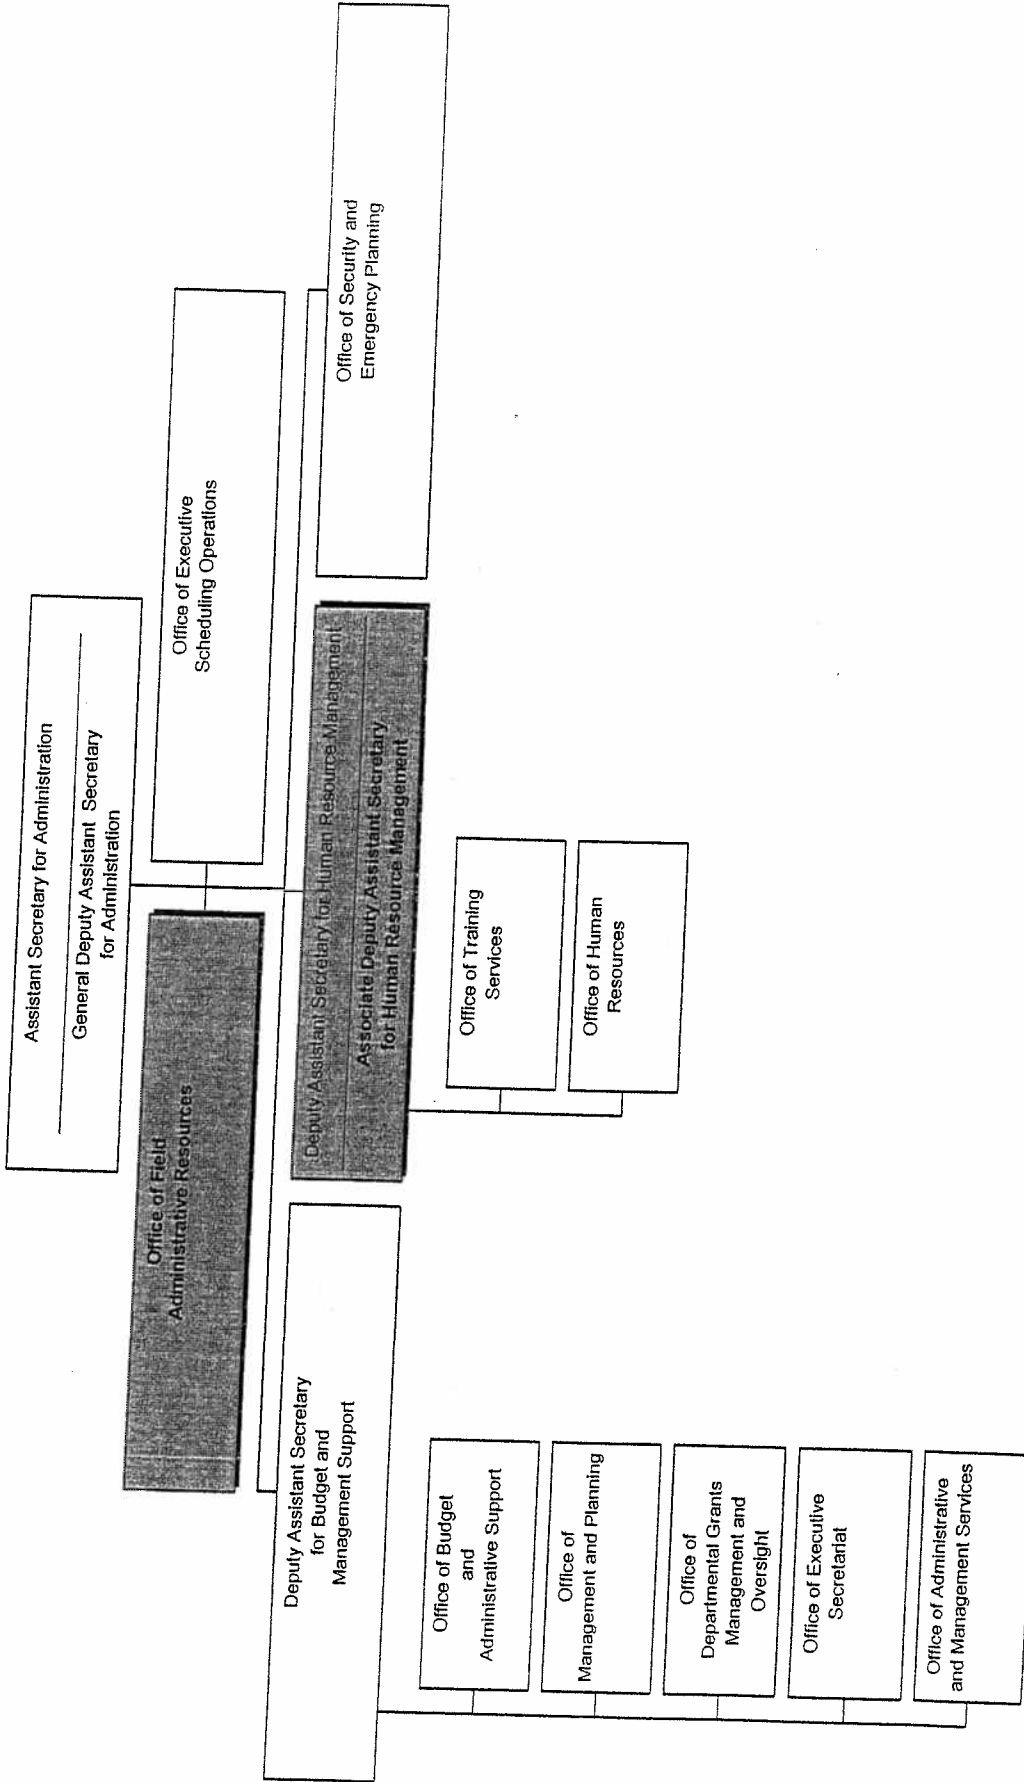 Assistant Secretary for Administration
General Deputy Assistant Secretary
for Administration
Office of Field
Administrative Resources
Office of Executive
Scheduling Operations
Deputy Assistant Secretary
for Budget and
Management Support
Deputy Assistant Secretary for Human Resource Management
Associate Deputy Assistant Secretary
for Human Resource Management
Office of Security and
Emergency Planning
Office of Budget
and
Administrative Support
Office of
Management and Planning
Office of
Departmental Grants
Management and
Oversight
Office of Executive
Secretariat
Office of Administrative
and Management Services
Office of Training
Services
Office of Human
Resources